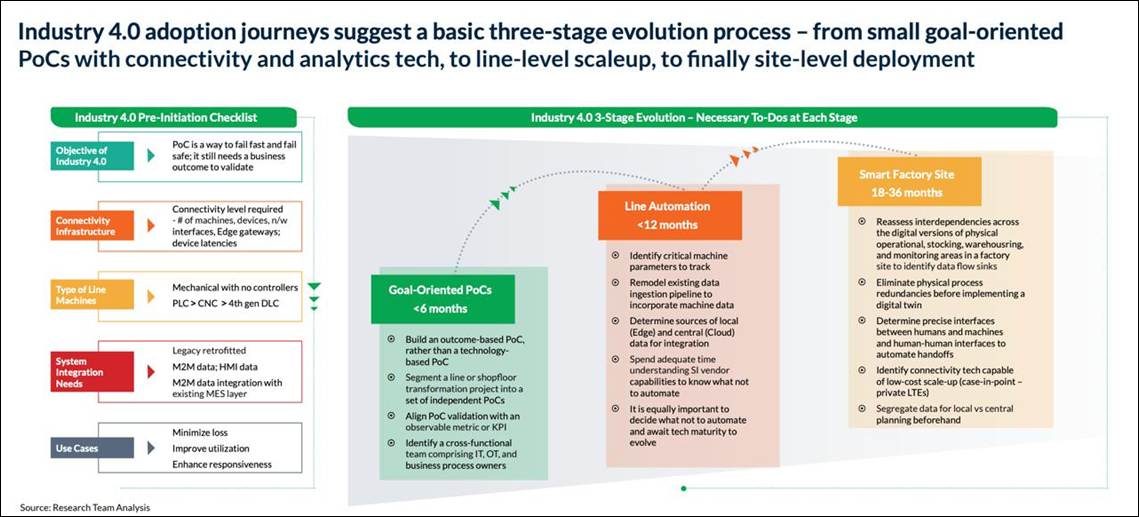 Industry 4.0 adoption journeys suggest a basic three-stage evolution process – from small goal-oriented
PoCs with connectivity and analytics tech, to line-level scaleup, to finally site-level deployment
Industry 4.0 Pre-Initiation Checklist
Objective of
Industry 4.0
PoC is a way to fail fast and fail
safe; it still needs a business
outcome to validate
Connectivity
Infrastructure
Connectivity level required
- # of machines, devices, n/w
interfaces, Edge gateways;
device latencies
Type of Line
Machines
Mechanical with no controllers
PLC > CNC > 4th gen DLC
System
Integration
Needs
Legacy retrofitted
M2M data; HMI data
M2M data integration with
existing MES layer
Use Cases
Minimize loss
Improve utilization
Enhance responsiveness
Industry 4.0 3-Stage Evolution – Necessary To-Dos at Each Stage
Goal-Oriented PoCs
<6 months
Build an outcome-based PoC,
rather than a technology-
based PoC
Segment a line or shopfloor
transformation project into a
set of independent PoCs
Align PoC validation with an
observable metric or KPI
Identify a cross-functional
team comprising IT, OT, and
business process owners
Line Automation
<12 months
Identify critical machine
parameters to track
Remodel existing data
ingestion pipeline to
incorporate machine data
Determine sources of local
(Edge) and central (Cloud)
data for integration
Spend adequate time
understanding SI vendor
capabilities to know what not
to automate
It is equally important to
decide what not to automate
and await tech maturity to
evolve
Smart Factory Site
18-36 months
Reassess interdependencies across
the digital versions of physical
operational, stocking, warehousring,
and monitoring areas in a factory
site to identify data flow sinks
Eliminate physical process
redundancies before implementing a
digital twin
Determine precise interfaces
between humans and machines
and human-human interfaces to
automate handoffs
Identify connectivity tech capable
of low-cost scale-up (case-in-point –
private LTEs)
Segregate data for local vs central
planning beforehand
Source: Research Team Analysis